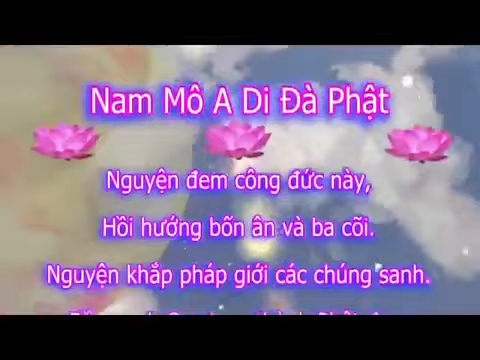 Nam Mô A Di Đà Phật
Nguyện đem công đức này,
Hồi hướng bốn ân và ba cõi.
Nguyện khắp pháp giới các chúng sanh.